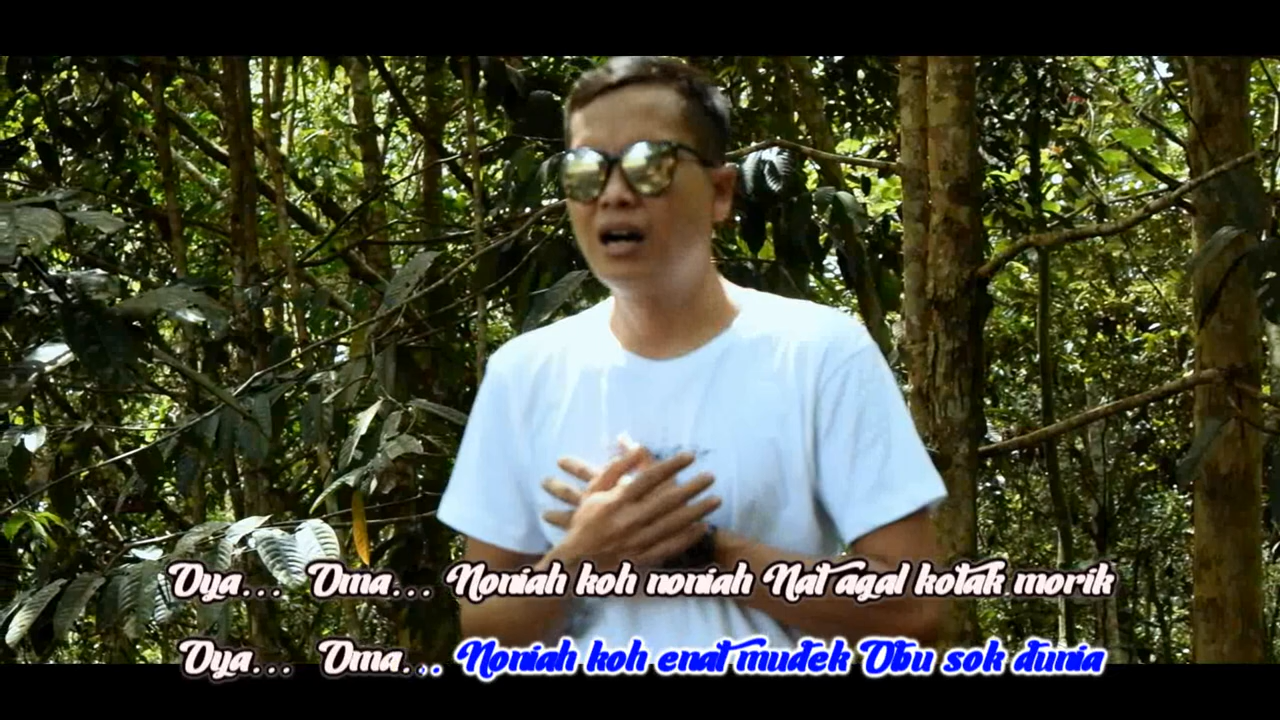 Oya... Oma... Noniah koh noniah Nat agal kotak morik
Oya... Oma... Noniah koh enat mudek Obu sok dunia